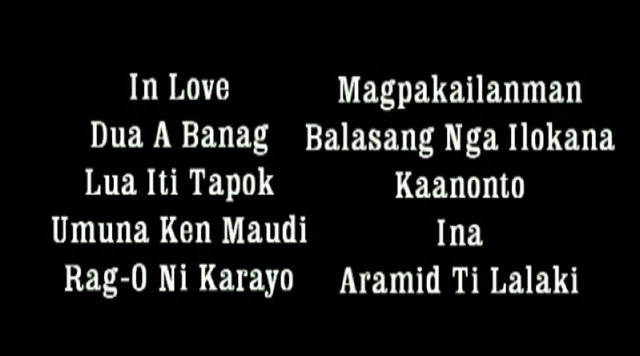 In Love
Dua A Banag
Lua Iti Tapok
Umuna Ken Maudi
Rag-O Ni Karayo
Magpakailanman
Balasang Nga Ilokana
Kaanonto
Ina
Aramid Ti Lalaki